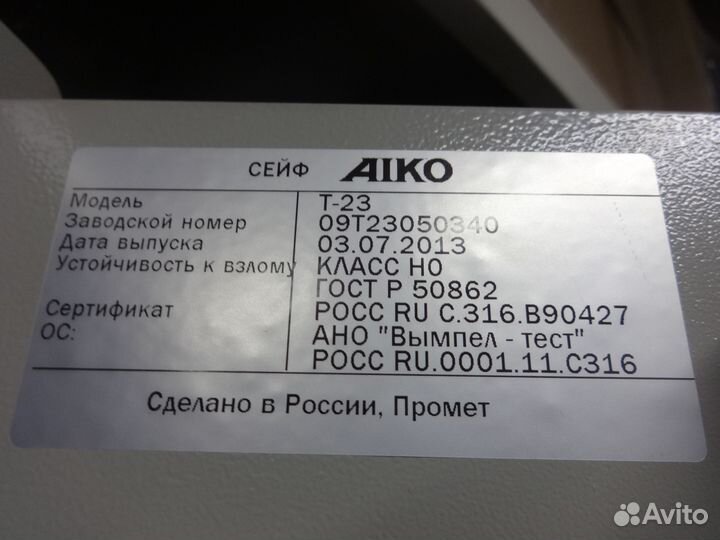 СЕЙФ AIKO
Модель T-23
Заводской номер 09T23050340
Дата выпуска 03.07.2013
Устойчивость к взлому КЛАСС Н0
ГОСТ Р 50862
Сертификат РОСС RU С.316.В90427
ОС: АНО "Вымпел - тест"
РОСС RU.0001.11.С316
Сделано в России, Промет
Avito